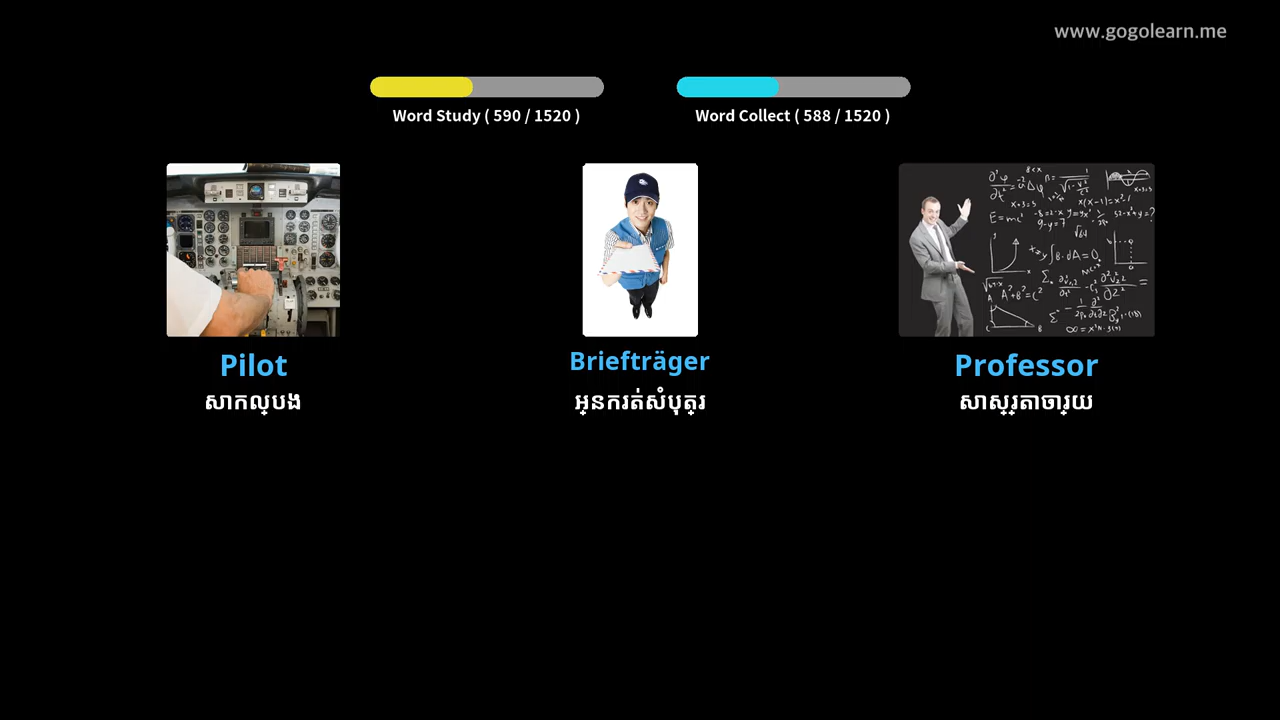 www.gogolearn.me
Word Study ( 590 / 1520 )
Word Collect ( 588 / 1520 )
Pilot
Briefträger
Professor
សាកល្បង
អ្នករត់សំបុត្រ
សាស្រ្តាចារ្យ